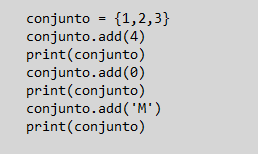 conjunto = {1,2,3}
conjunto.add(4)
print(conjunto)
conjunto.add(0)
print(conjunto)
conjunto.add('M')
print(conjunto)